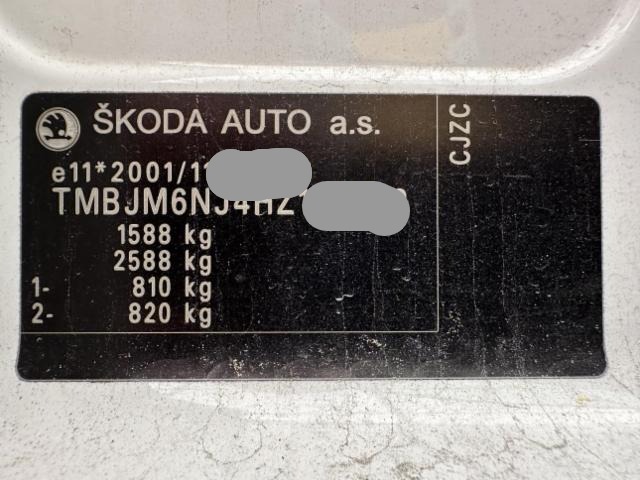 ŠKODA AUTO a.s.
CJZC
e11*2001/11
TMBJM6NJ4HZ
1588 kg
2588 kg
1- 810 kg
2- 820 kg